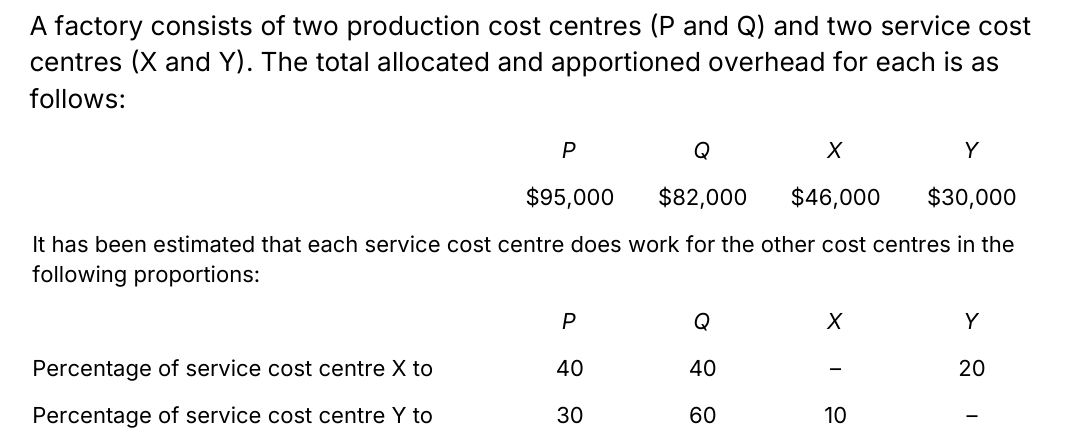 A factory consists of two production cost centres (P and Q) and two service cost
centres (X and Y). The total allocated and apportioned overhead for each is as
follows:
P Q X Y
$95,000 $82,000 $46,000 $30,000
It has been estimated that each service cost centre does work for the other cost centres in the
following proportions:
P Q X Y
Percentage of service cost centre X to 40 40 – 20
Percentage of service cost centre Y to 30 60 10 –